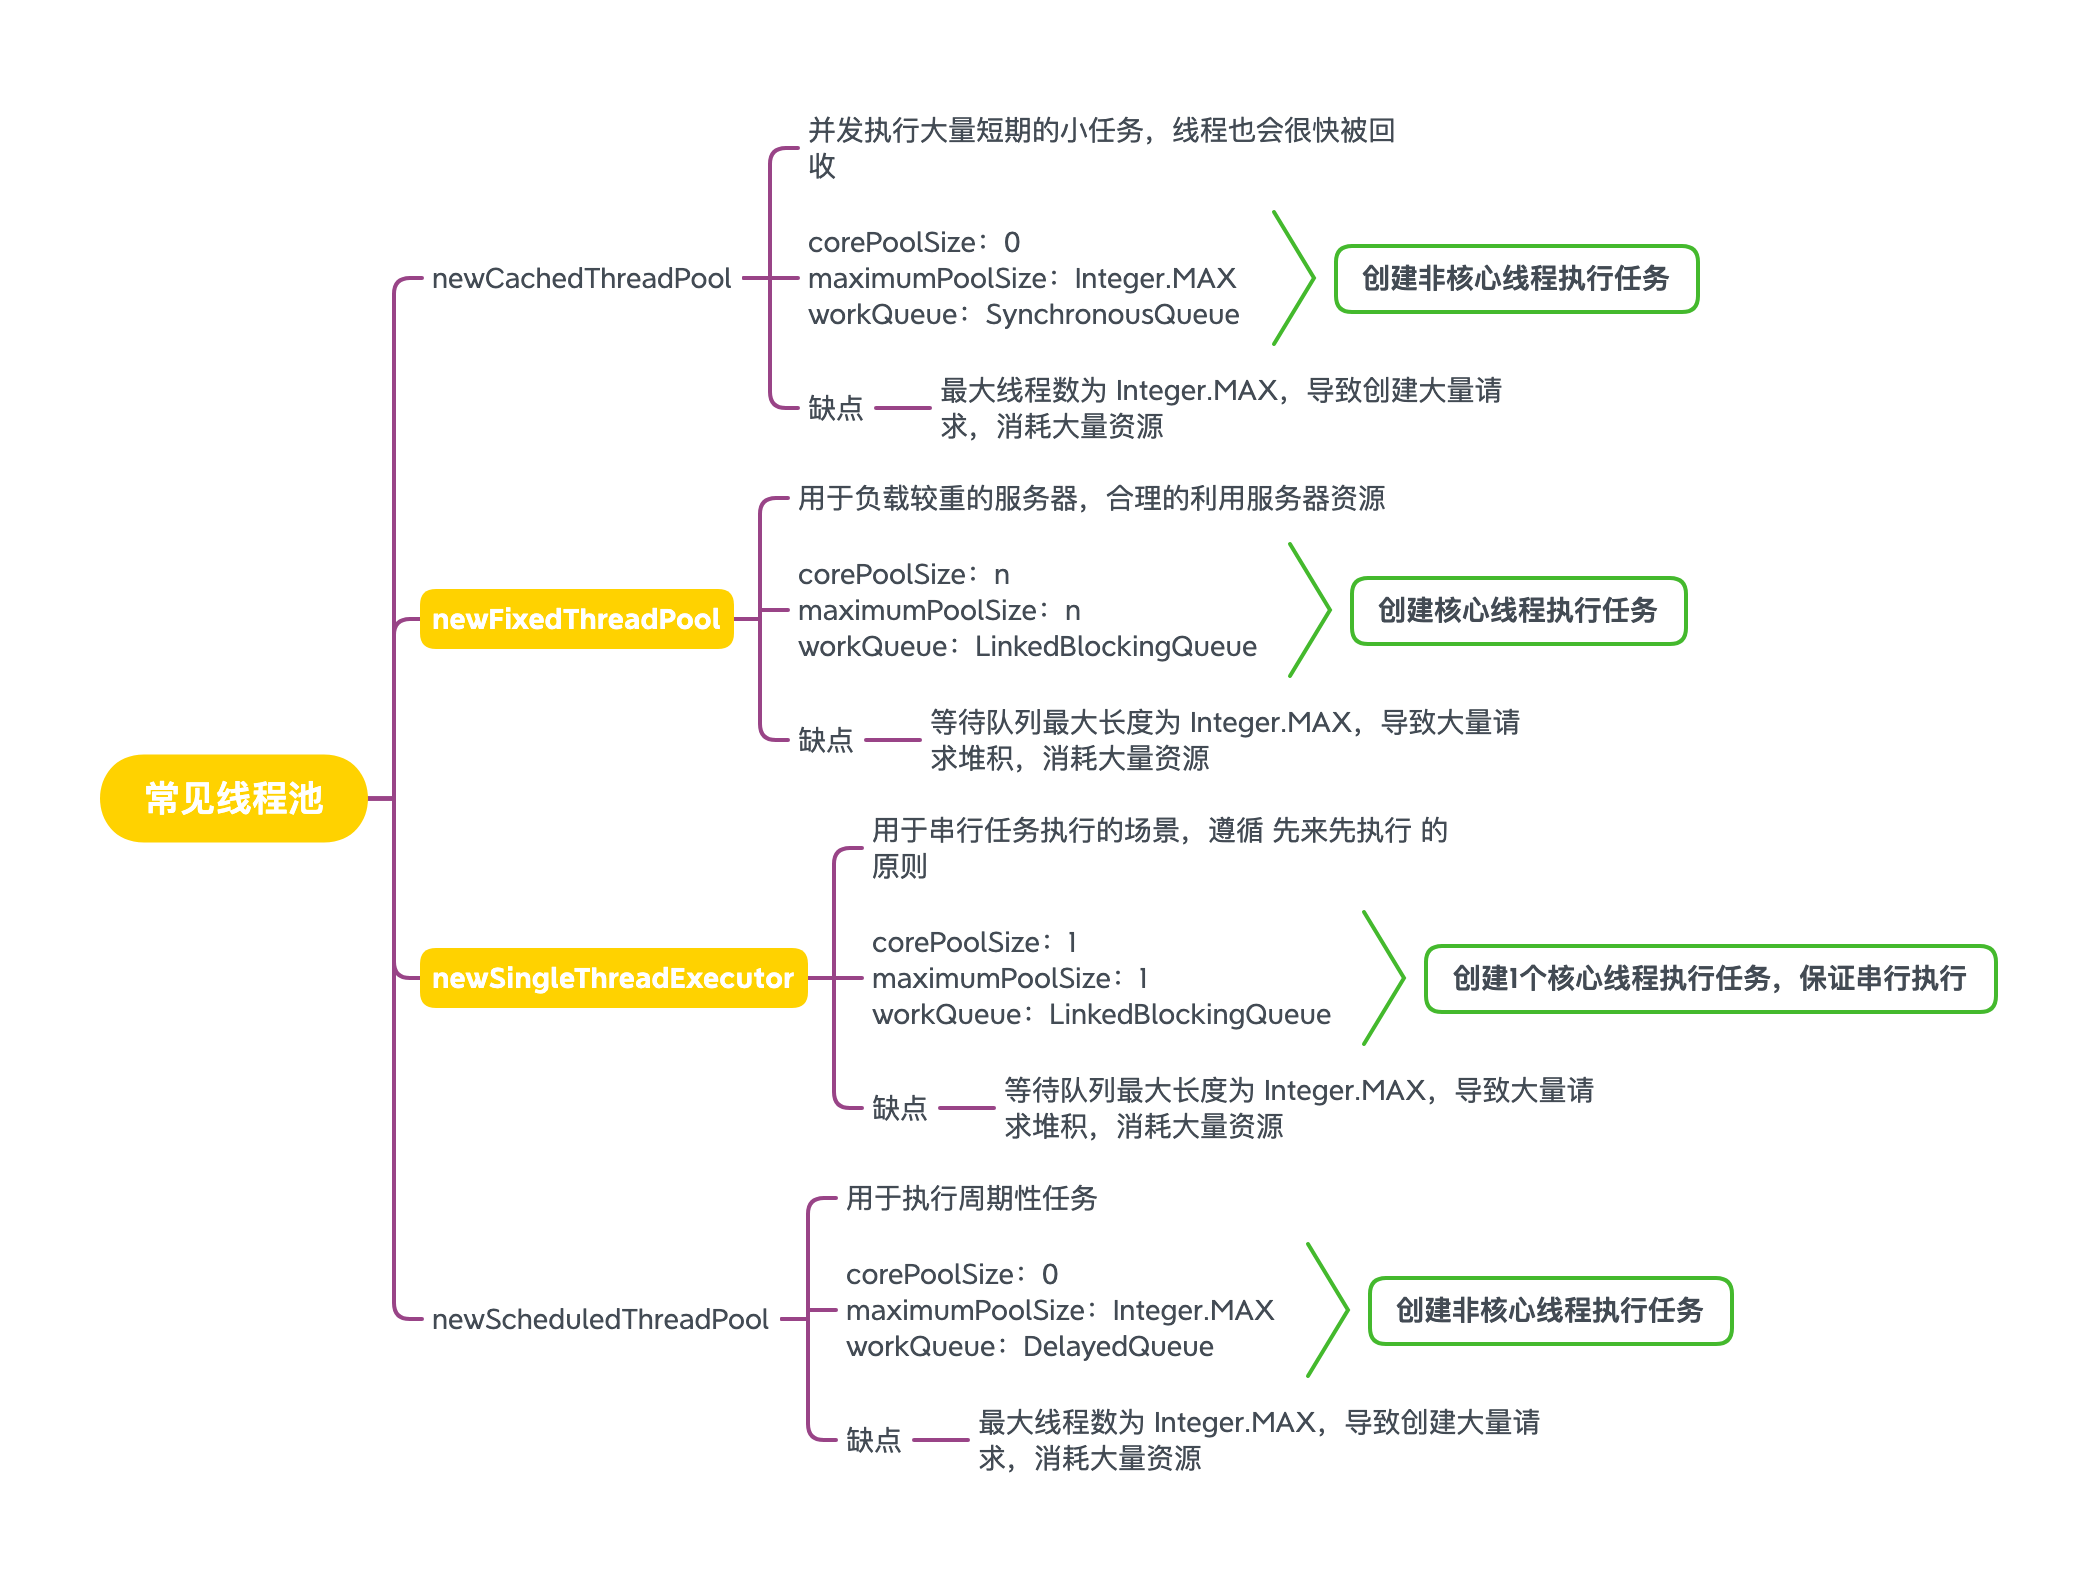 常见线程池
newCachedThreadPool
并发执行大量短期的小任务，线程也会很快被回
收
corePoolSize：0
maximumPoolSize：Integer.MAX
workQueue：SynchronousQueue
创建非核心线程执行任务
缺点
最大线程数为 Integer.MAX，导致创建大量请
求，消耗大量资源
newFixedThreadPool
用于负载较重的服务器，合理的利用服务器资源
corePoolSize：n
maximumPoolSize：n
workQueue：LinkedBlockingQueue
创建核心线程执行任务
缺点
等待队列最大长度为 Integer.MAX，导致大量请
求堆积，消耗大量资源
newSingleThreadExecutor
用于串行任务执行的场景，遵循 先来先执行 的
原则
corePoolSize：1
maximumPoolSize：1
workQueue：LinkedBlockingQueue
创建1个核心线程执行任务，保证串行执行
缺点
等待队列最大长度为 Integer.MAX，导致大量请
求堆积，消耗大量资源
newScheduledThreadPool
用于执行周期性任务
corePoolSize：0
maximumPoolSize：Integer.MAX
workQueue：DelayedQueue
创建非核心线程执行任务
缺点
最大线程数为 Integer.MAX，导致创建大量请
求，消耗大量资源